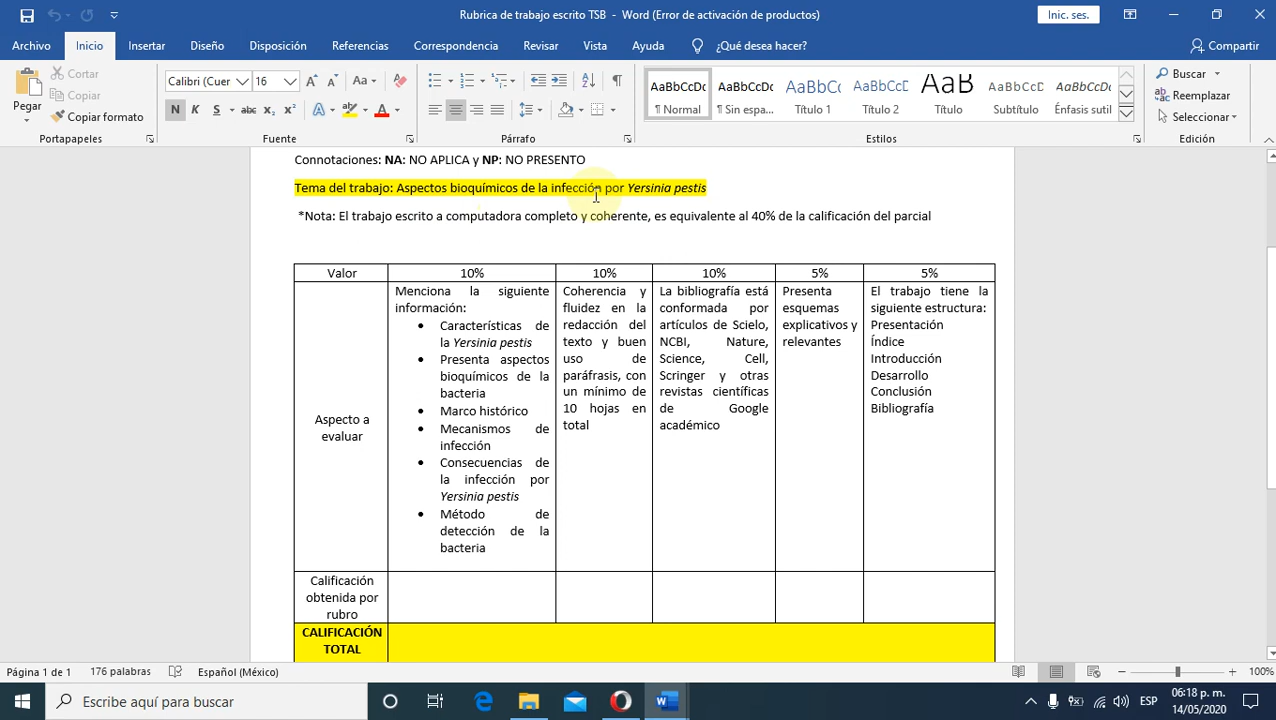 Rubrica de trabajo escrito TSB - Word (Error de activación de productos)
Inic. ses.
Archivo Inicio Insertar Diseño Disposición Referencias Correspondencia Revisar Vista Ayuda ¿Qué desea hacer? Compartir
Pegar
Cortar
Copiar
Copiar formato
Portapapeles
Calibri (Cuer 16
Fuente
Párrafo
AaBbCcDc AaBbCcDc AaBbCcD AaBbCcD AaB AaBbCcD AaBbCcDc
¶ Normal ¶ Sin espa... Título 1 Título 2 Título Subtítulo Énfasis sutil
Estilos
Buscar
Reemplazar
Seleccionar
Edición
Connotaciones: NA: NO APLICA y NP: NO PRESENTO
Tema del trabajo: Aspectos bioquímicos de la infección por Yersinia pestis
*Nota: El trabajo escrito a computadora completo y coherente, es equivalente al 40% de la calificación del parcial
Valor 10% 10% 10% 5% 5%
Aspecto a
evaluar
Menciona la siguiente
información:
• Características de
la Yersinia pestis
• Presenta aspectos
bioquímicos de la
bacteria
• Marco histórico
• Mecanismos de
infección
• Consecuencias de
la infección por
Yersinia pestis
• Método de
detección de la
bacteria
Coherencia y
fluidez en la
redacción del
texto y buen
uso de
paráfrasis, con
un mínimo de
10 hojas en
total
La bibliografía está
conformada por
artículos de Scielo,
NCBI, Nature,
Science, Cell,
Scringer y otras
revistas científicas
de Google
académico
Presenta
esquemas
explicativos y
relevantes
El trabajo tiene la
siguiente estructura:
Presentación
Índice
Introducción
Desarrollo
Conclusión
Bibliografía
Calificación
obtenida por
rubro
CALIFICACIÓN
TOTAL
Página 1 de 1 176 palabras Español (México) 100%
Escribe aquí para buscar
ESP
06:18 p. m.
14/05/2020